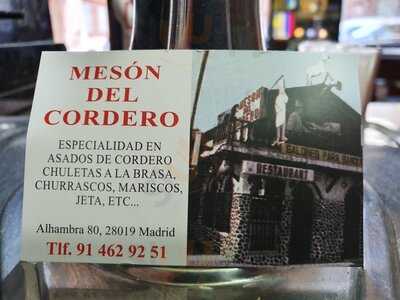 MESÓN
DEL
CORDERO
ESPECIALIDAD EN
ASADOS DE CORDERO
CHULETAS A LA BRASA,
CHURRASCOS, MARISCOS,
JETA, ETC...
Alhambra 80, 28019 Madrid
Tlf. 91 462 92 51
RESTAURANT